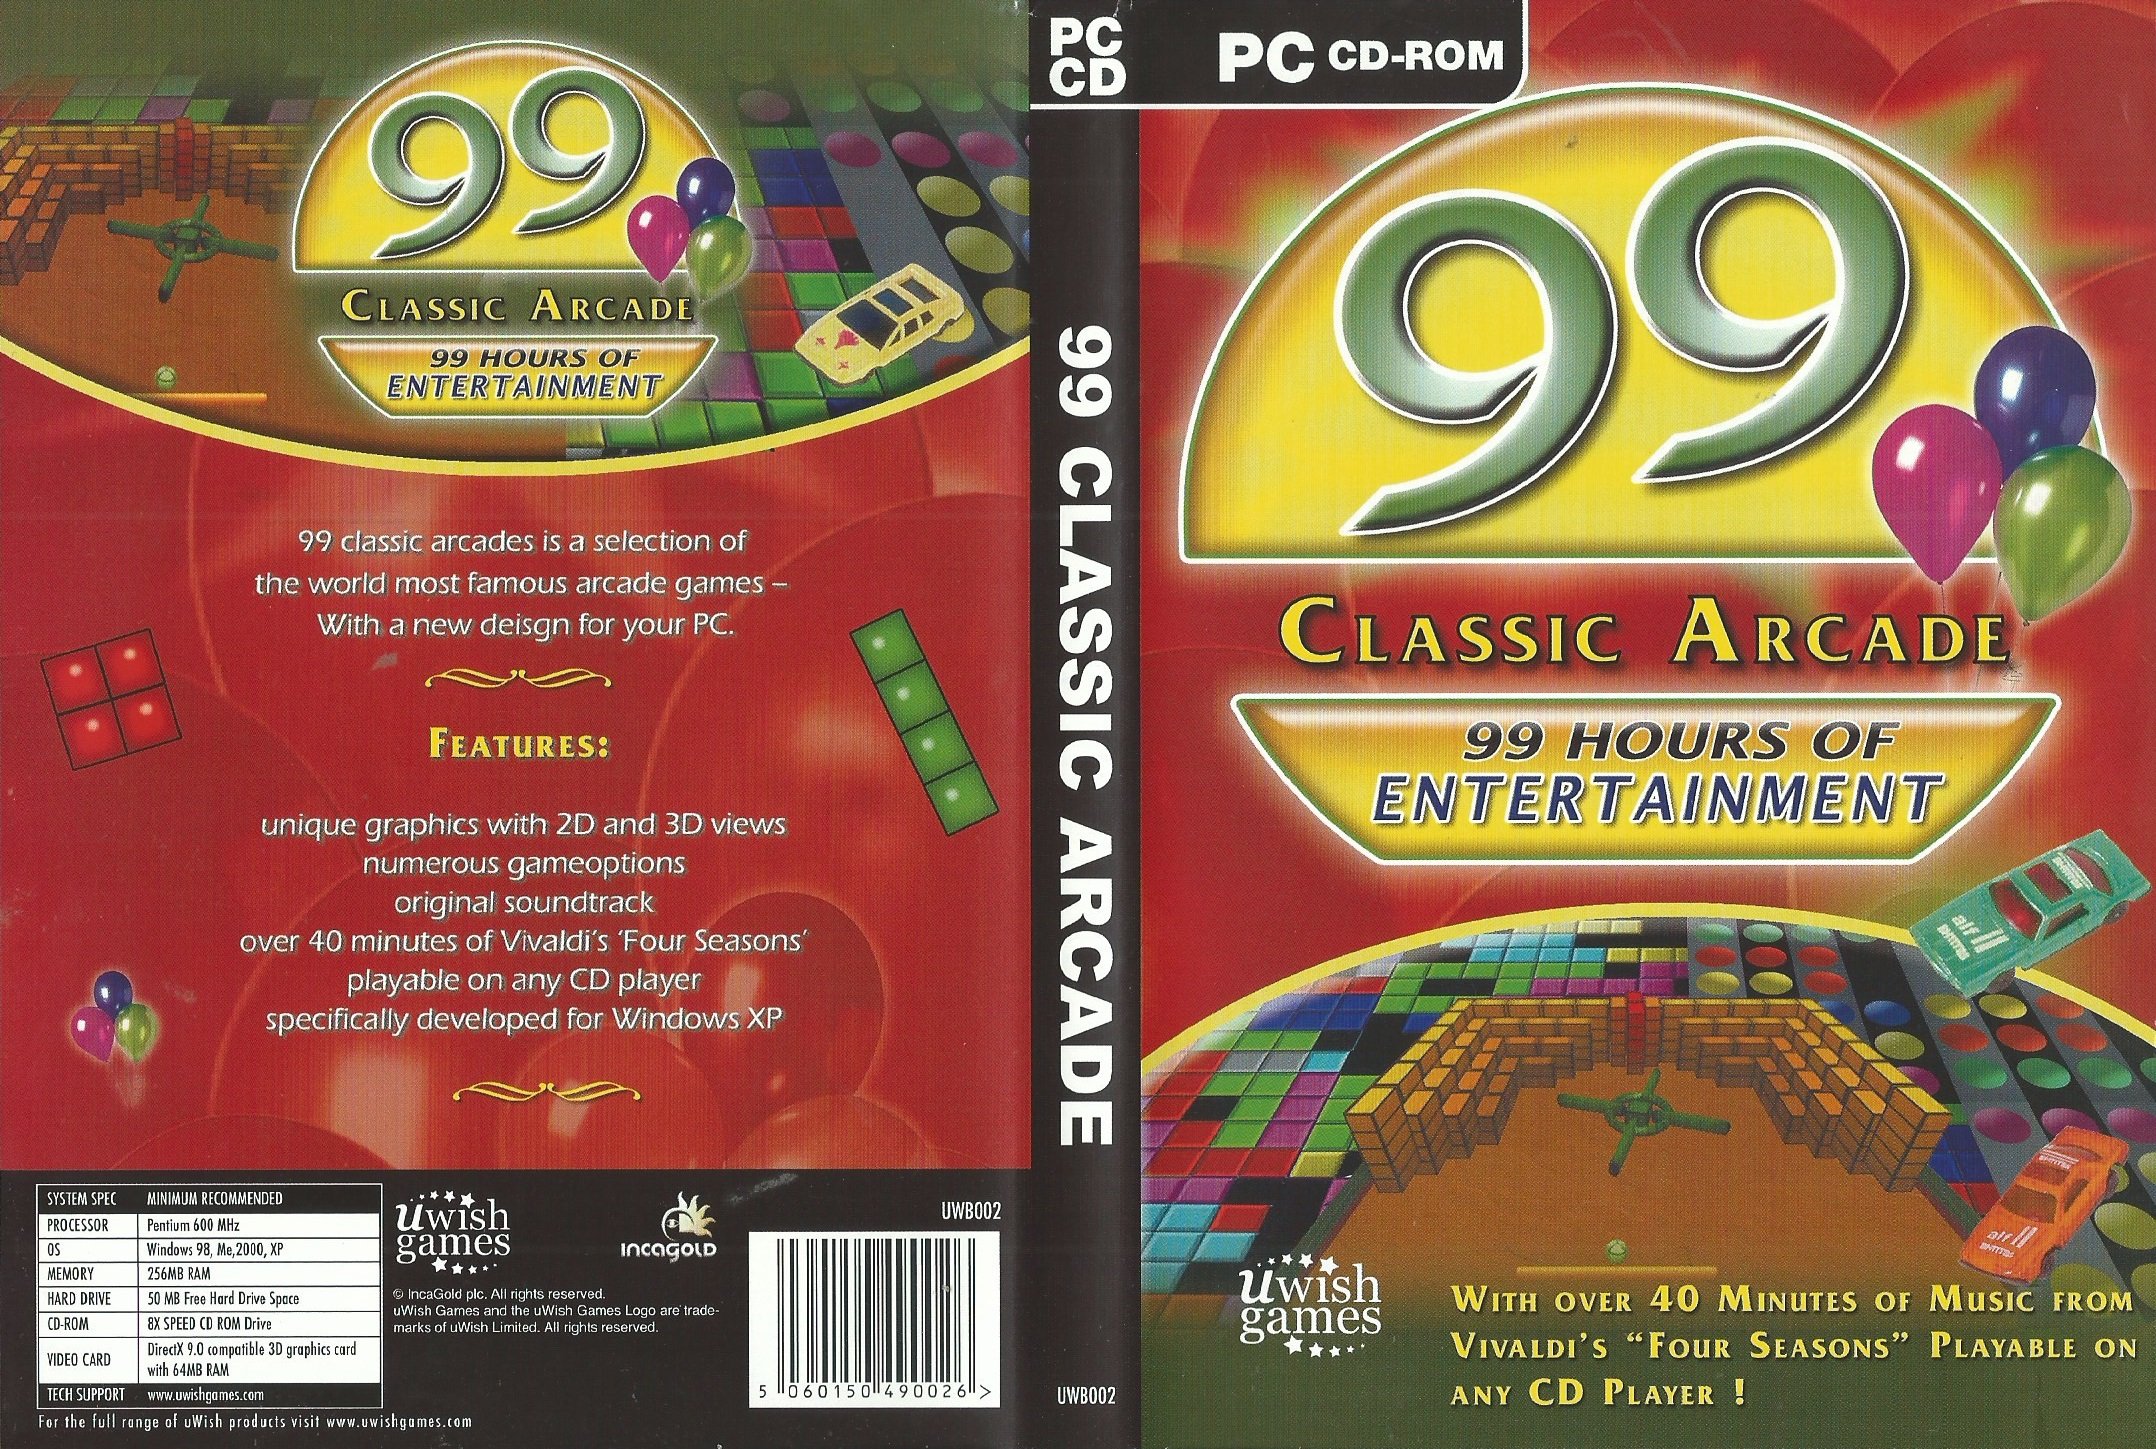 99
CLASSIC ARCADE
99 HOURS OF
ENTERTAINMENT
99 classic arcades is a selection of
the world most famous arcade games –
With a new deisgn for your PC.
FEATURES:
unique graphics with 2D and 3D views
numerous gameoptions
original soundtrack
over 40 minutes of Vivaldi's 'Four Seasons'
playable on any CD player
specifically developed for Windows XP
SYSTEM SPEC MINIMUM RECOMMENDED
PROCESSOR Pentium 600 MHz
OS Windows 98, Me,2000, XP
MEMORY 256MB RAM
HARD DRIVE 50 MB Free Hard Drive Space
CD-ROM 8X SPEED CD ROM Drive
VIDEO CARD DirectX 9.0 compatible 3D graphics card
with 64MB RAM
TECH SUPPORT www.uwishgames.com
For the full range of uWish products visit www.uwishgames.com
uwish
games
INCAGOLD
© IncaGold plc. All rights reserved.
uWish Games and the uWish Games Logo are trade-
marks of uWish Limited. All rights reserved.
UWB002
5 060150 490026 >
PC
CD
99 CLASSIC ARCADE
UWB002
PC CD-ROM
99
CLASSIC ARCADE
99 HOURS OF
ENTERTAINMENT
alf II
alf II
uwish
games
WITH OVER 40 MINUTES OF MUSIC FROM
VIVALDI'S "FOUR SEASONS" PLAYABLE ON
ANY CD PLAYER !